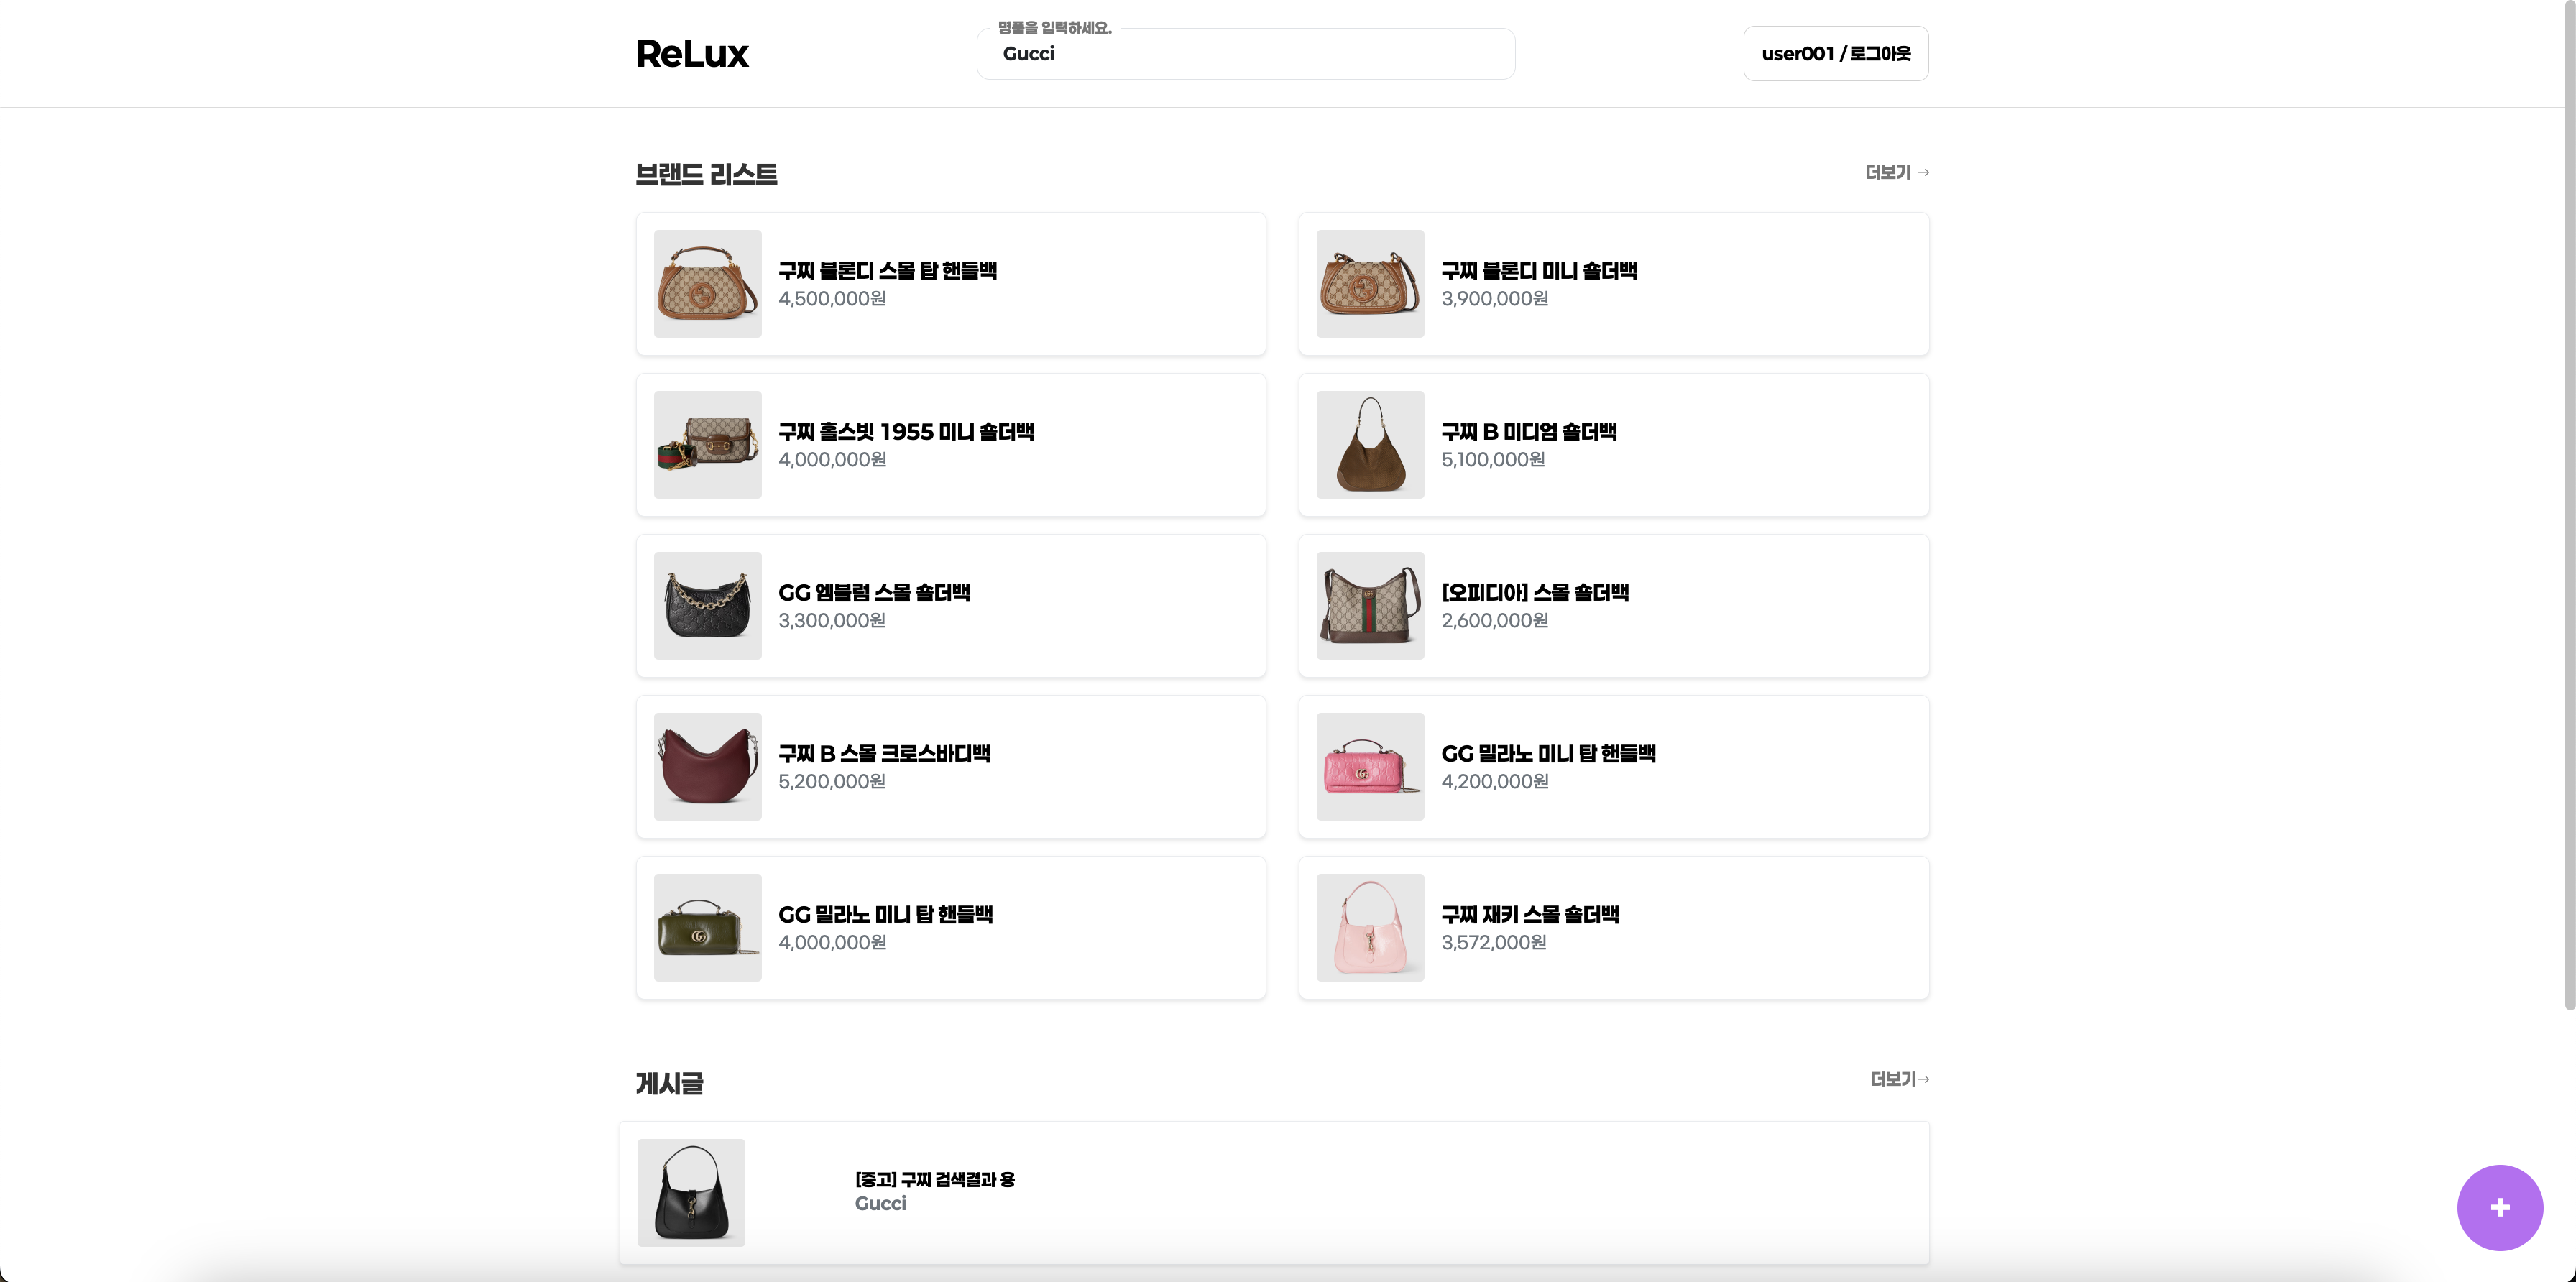 ReLux
명품을 입력하세요.
Gucci
user001 / 로그아웃
브랜드 리스트
더보기 →
구찌 블론디 스몰 탑 핸들백
4,500,000원
구찌 블론디 미니 숄더백
3,900,000원
구찌 홀스빗 1955 미니 숄더백
4,000,000원
구찌 B 미디엄 숄더백
5,100,000원
GG 엠블럼 스몰 숄더백
3,300,000원
[오피디아] 스몰 숄더백
2,600,000원
구찌 B 스몰 크로스바디백
5,200,000원
GG 밀라노 미니 탑 핸들백
4,200,000원
GG 밀라노 미니 탑 핸들백
4,000,000원
구찌 재키 스몰 숄더백
3,572,000원
게시글
더보기→
[중고] 구찌 검색결과 용
Gucci
+